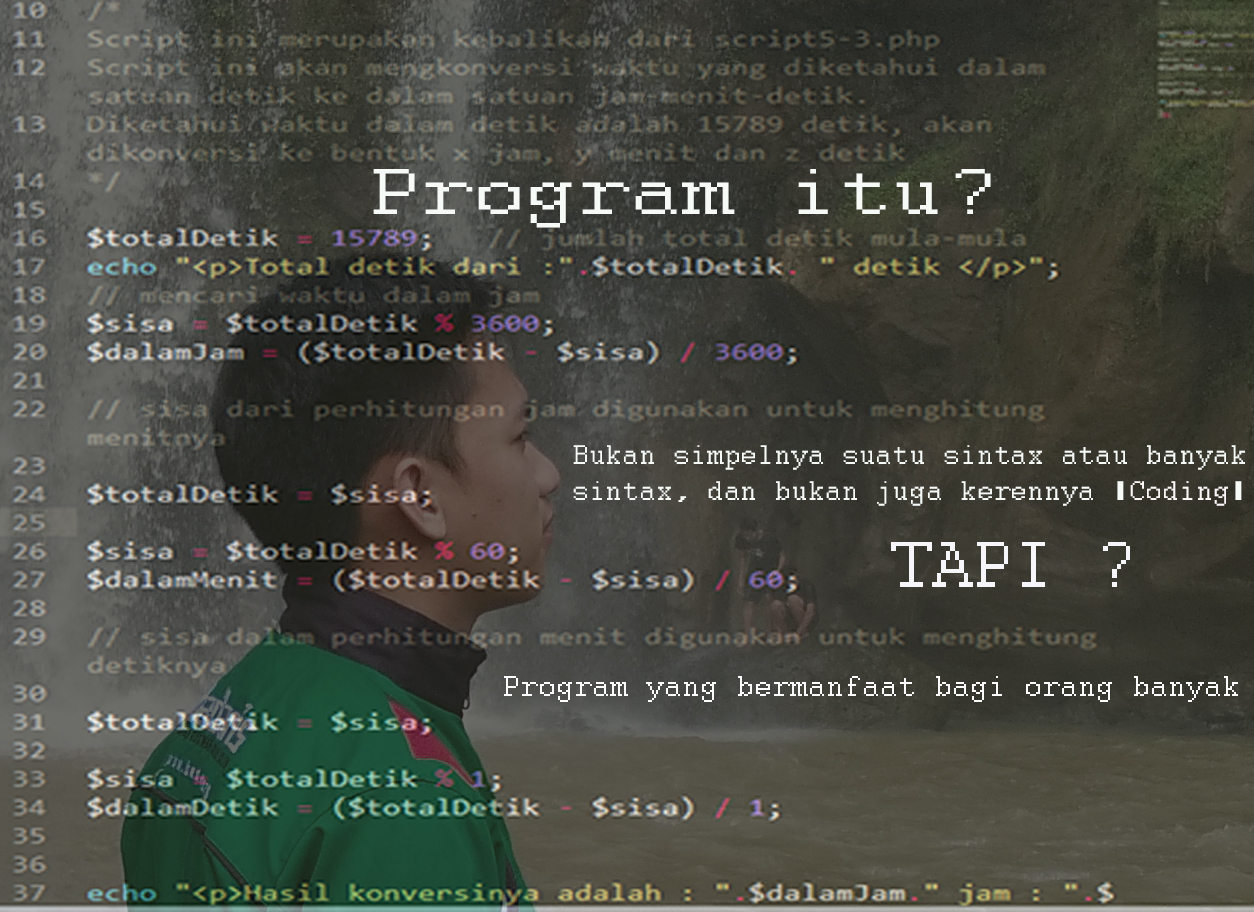 10 /*
11 Script ini merupakan kebalikan dari script5-3.php
12 Script ini akan mengkonversi waktu yang diketahui dalam
satuan detik ke dalam satuan jam-menit-detik.
13 Diketahui waktu dalam detik adalah 15789 detik, akan
dikonversi ke bentuk x jam, y menit dan z detik
14 */
Program itu?
15
16 $totalDetik = 15789; // jumlah total detik mula-mula
17 echo "<p>Total detik dari :".$totalDetik. " detik </p>";
18 // mencari waktu dalam jam
19 $sisa = $totalDetik % 3600;
20 $dalamJam = ($totalDetik - $sisa) / 3600;
21
22 // sisa dari perhitungan jam digunakan untuk menghitung
menitnya
Bukan simpelnya suatu sintax atau banyak
23
24 $totalDetik = $sisa;
sintax, dan bukan juga kerennya ▌Coding▌
25
26 $sisa = $totalDetik % 60;
TAPI ?
27 $dalamMenit = ($totalDetik - $sisa) / 60;
28
29 // sisa dalam perhitungan menit digunakan untuk menghitung
detiknya
30
Program yang bermanfaat bagi orang banyak
31 $totalDetik = $sisa;
32
33 $sisa $totalDetik % 1;
34 $dalamDetik = ($totalDetik - $sisa) / 1;
35
36
37 echo "<p>Hasil konversinya adalah : ".$dalamJam." jam : ".$